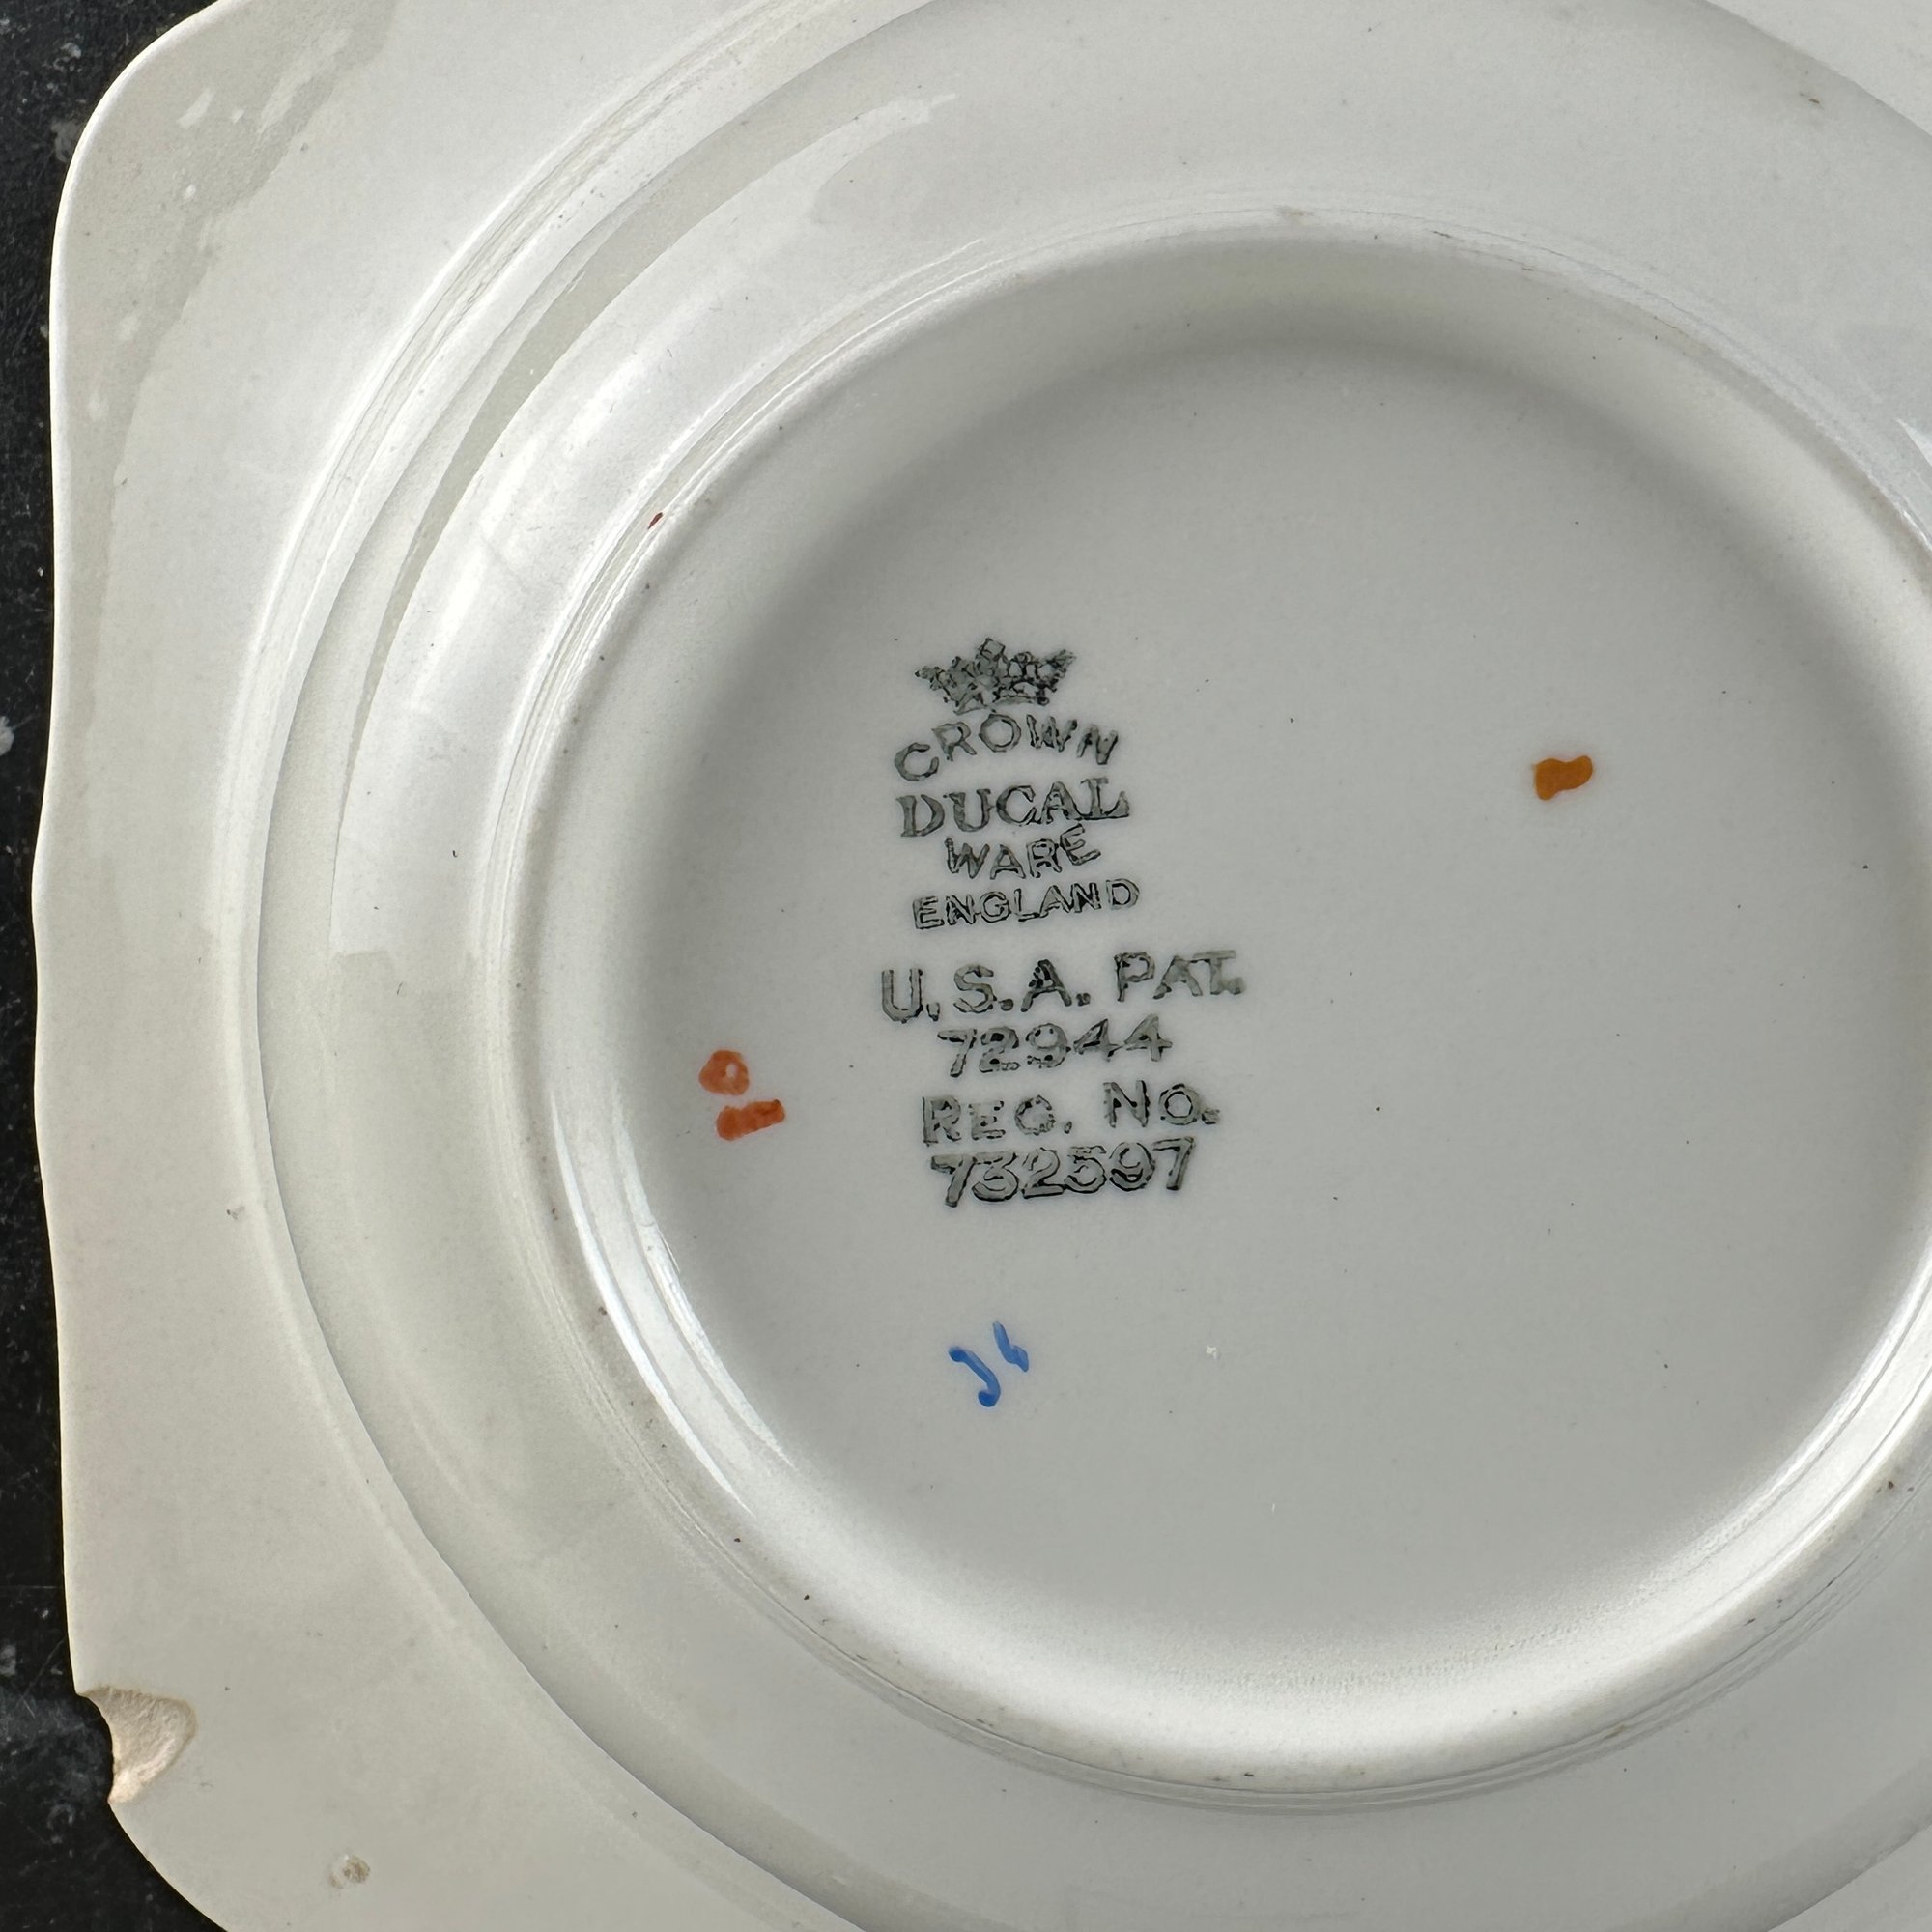 CROWN
DUCAL
WARE
ENGLAND
U.S.A. PAT.
72944
REG. No.
732597